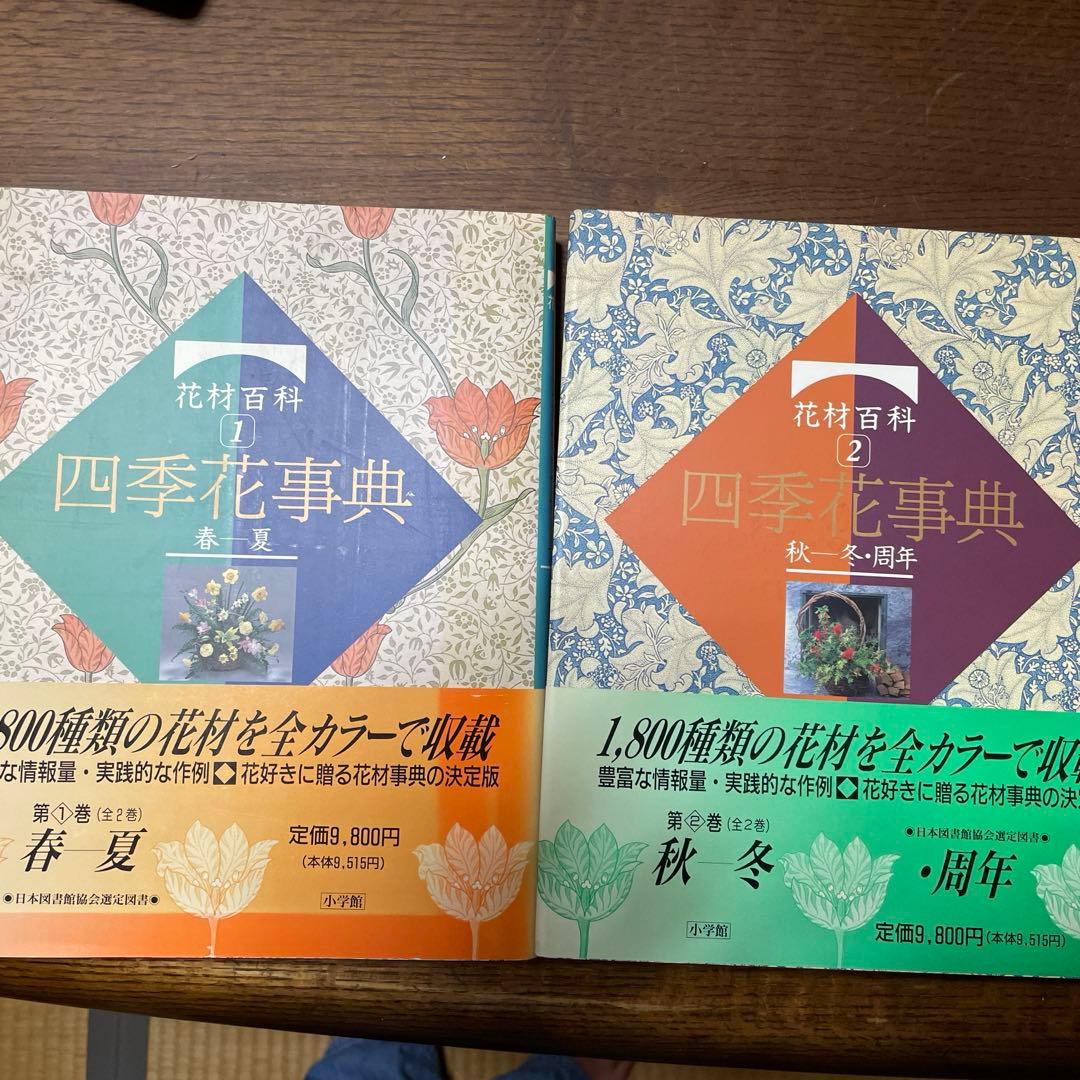 花材百科
1
四季花事典
春―夏
800種類の花材を全カラーで収載
な情報量・実践的な作例◆花好きに贈る花材事典の決定版
第①巻(全2巻)
春―夏
定価9,800円
(本体9,515円)
●日本図書館協会選定図書●
小学館
花材百科
2
四季花事典
秋―冬・周年
1,800種類の花材を全カラーで収
豊富な情報量・実践的な作例◆花好きに贈る花材事典の決
第②巻(全2巻)
秋―冬
●日本図書館協会選定図書●
・周年
小学館
定価9,800円(本体9,515円)